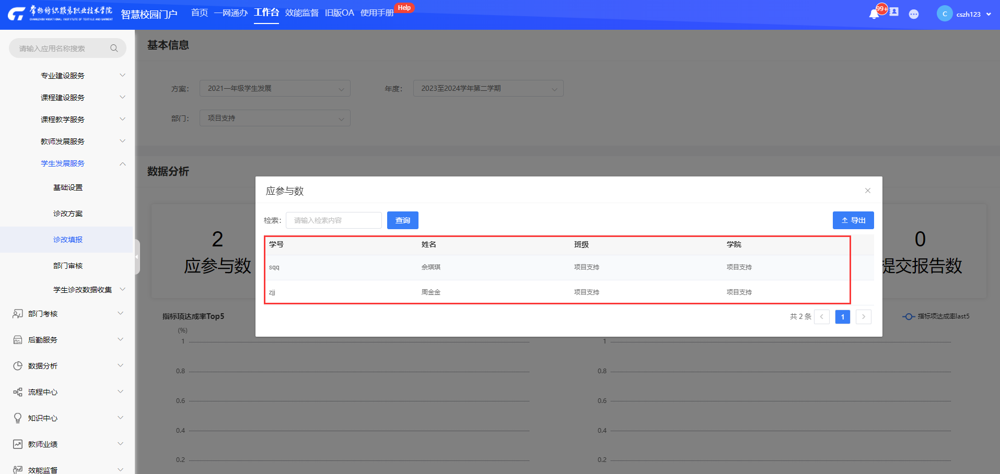 常州纺织服装职业技术学院
CHANGZHOU VOCATIONAL INSTITUTE OF TEXTILE AND GARMENT
智慧校园门户
首页 一网通办 工作台 效能监督 旧版OA 使用手册 Help
99+
C cszh123
请输入应用名称搜索
专业建设服务
课程建设服务
课程教学服务
教师发展服务
学生发展服务
基础设置
诊改方案
诊改填报
部门审核
学生诊改数据收集
部门考核
后勤服务
数据分析
流程中心
知识中心
教师业绩
效能监督
基本信息
方案： 2021一年级学生发展 年度： 2023至2024学年第二学期
部门： 项目支持
数据分析
2
应参与数
0
提交报告数
应参与数
检索： 请输入检索内容 查询 导出
学号 姓名 班级 学院
sqq 余琪琪 项目支持 项目支持
zjj 周金金 项目支持 项目支持
共 2 条 1
指标项达成率Top5
指标项达成率last5
(%)
1
0.8
0.6
0.4
0.2
1
0.8
0.6
0.4
0.2